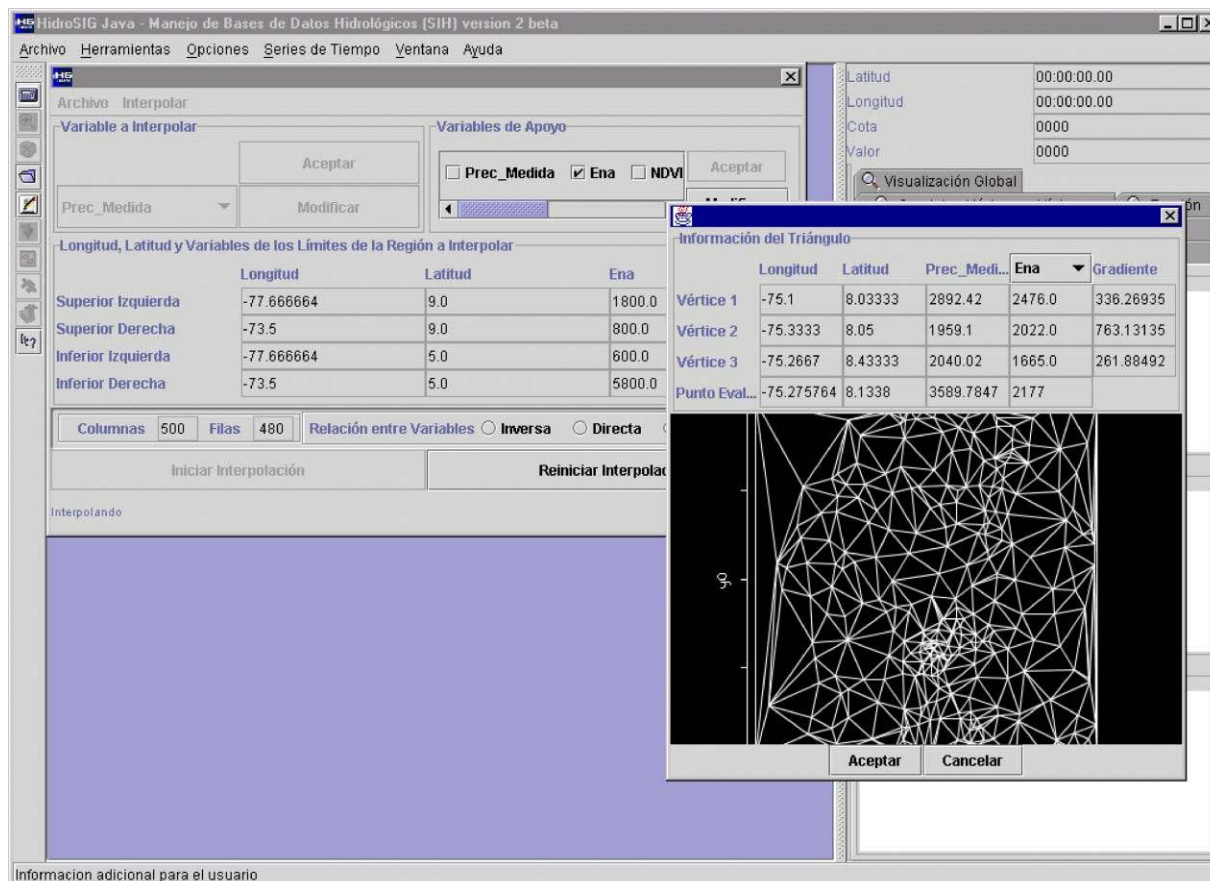 HidroSIG Java - Manejo de Bases de Datos Hidrológicos (SIH) version 2 beta
Archivo Herramientas Opciones Series de Tiempo Ventana Ayuda
Archivo Interpolar
Variable a Interpolar
Aceptar
Prec_Medida
Modificar
Variables de Apoyo
Prec_Medida Ena NDVI
Aceptar
Longitud, Latitud y Variables de los Límites de la Región a Interpolar
Longitud Latitud Ena
Superior Izquierda -77.666664 9.0 1800.0
Superior Derecha -73.5 9.0 800.0
Inferior Izquierda -77.666664 5.0 600.0
Inferior Derecha -73.5 5.0 5800.0
Columnas 500 Filas 480 Relación entre Variables Inversa Directa
Iniciar Interpolación
Reiniciar Interpolac
Interpolando
Latitud 00:00:00.00
Longitud 00:00:00.00
Cota 0000
Valor 0000
Visualización Global
Información del Triángulo
Longitud Latitud Prec_Medi... Ena Gradiente
Vértice 1 -75.1 8.03333 2892.42 2476.0 336.26935
Vértice 2 -75.3333 8.05 1959.1 2022.0 763.13135
Vértice 3 -75.2667 8.43333 2040.02 1665.0 261.88492
Punto Eval... -75.275764 8.1338 3589.7847 2177
Aceptar Cancelar
Informacion adicional para el usuario